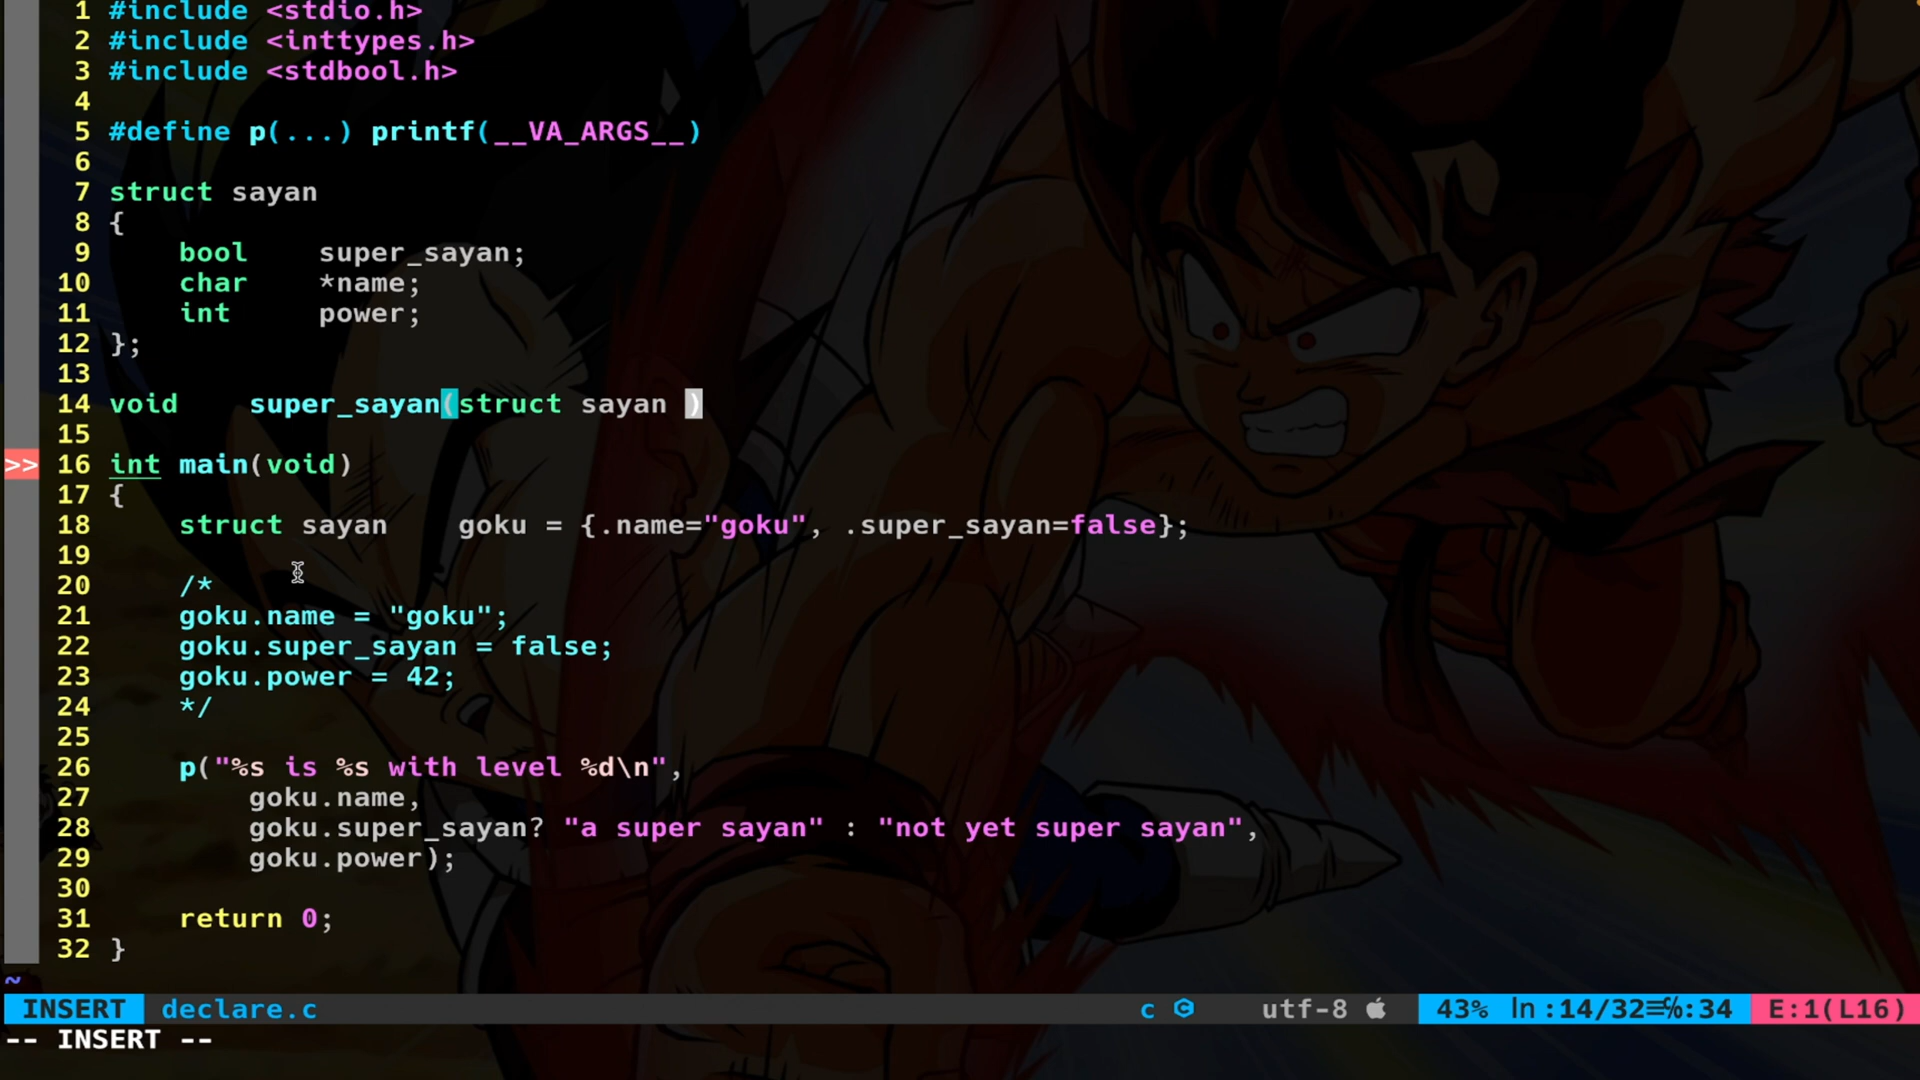 1 #include <stdio.h>
2 #include <inttypes.h>
3 #include <stdbool.h>
4
5 #define p(...) printf(__VA_ARGS__)
6
7 struct sayan
8 {
9     bool    super_sayan;
10     char    *name;
11     int     power;
12 };
13
14 void    super_sayan(struct sayan )
15
>> 16 int main(void)
17 {
18     struct sayan    goku = {.name="goku", .super_sayan=false};
19
20     /*
21     goku.name = "goku";
22     goku.super_sayan = false;
23     goku.power = 42;
24     */
25
26     p("%s is %s with level %d\n",
27         goku.name,
28         goku.super_sayan? "a super sayan" : "not yet super sayan",
29         goku.power);
30
31     return 0;
32 }
~
INSERT declare.c c utf-8 43% ln :14/32≡℅:34 E:1(L16)
-- INSERT --